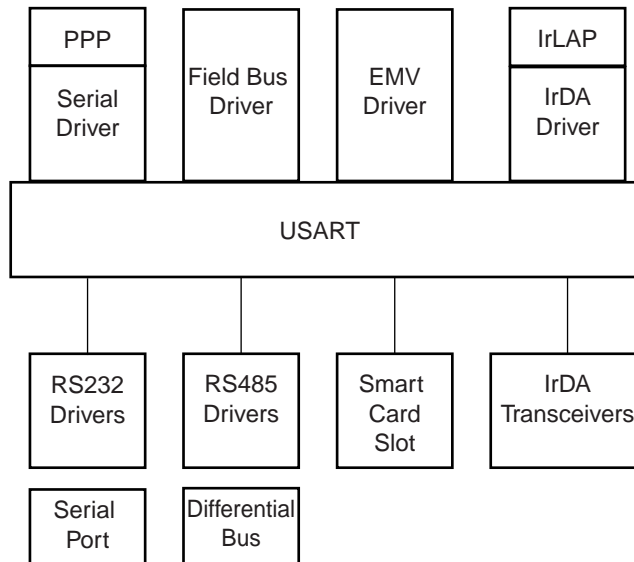 PPP
Serial
Driver
Field Bus
Driver
EMV
Driver
IrLAP
IrDA
Driver
USART
RS232
Drivers
RS485
Drivers
Smart
Card
Slot
IrDA
Transceivers
Serial
Port
Differential
Bus